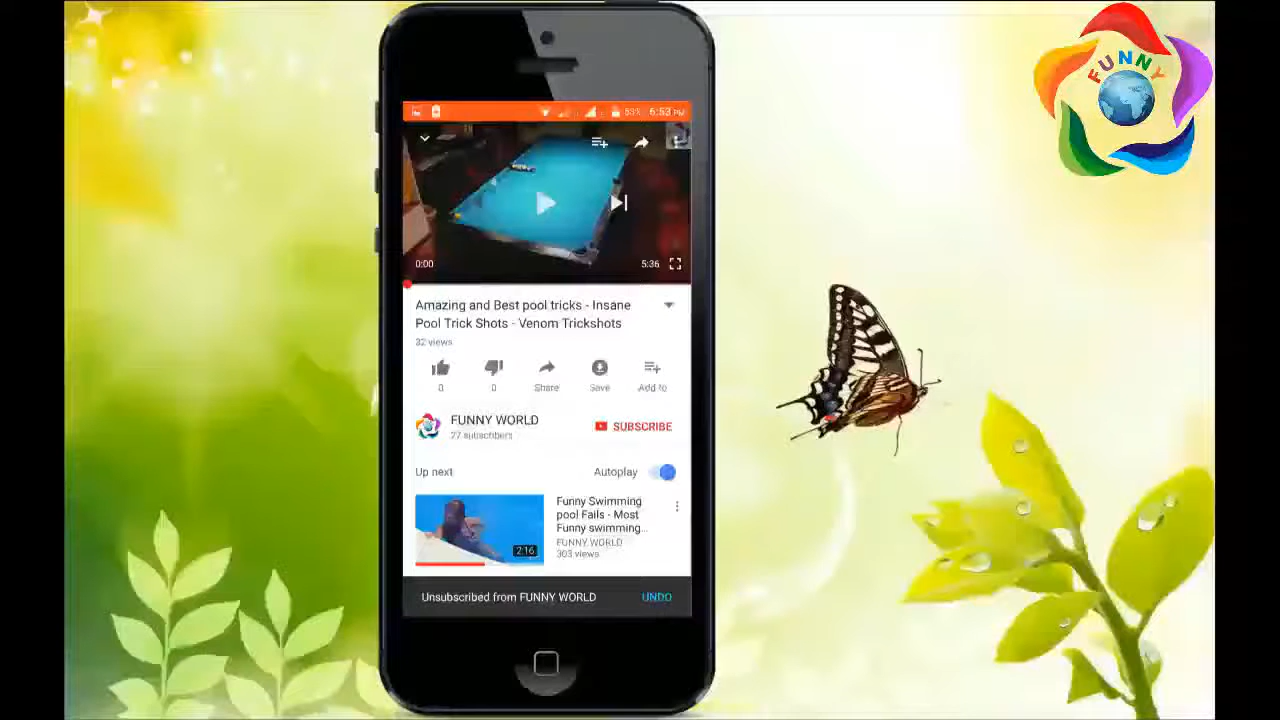 FUNNY
53% 6:53 PM
0:00
5:36
Amazing and Best pool tricks - Insane
Pool Trick Shots - Venom Trickshots
32 views
0
0
Share
Save
Add to
FUNNY WORLD
SUBSCRIBE
27 subscribers
Up next
Autoplay
Funny Swimming
pool Fails - Most
Funny swimming...
FUNNY WORLD
303 views
2:16
Unsubscribed from FUNNY WORLD
UNDO